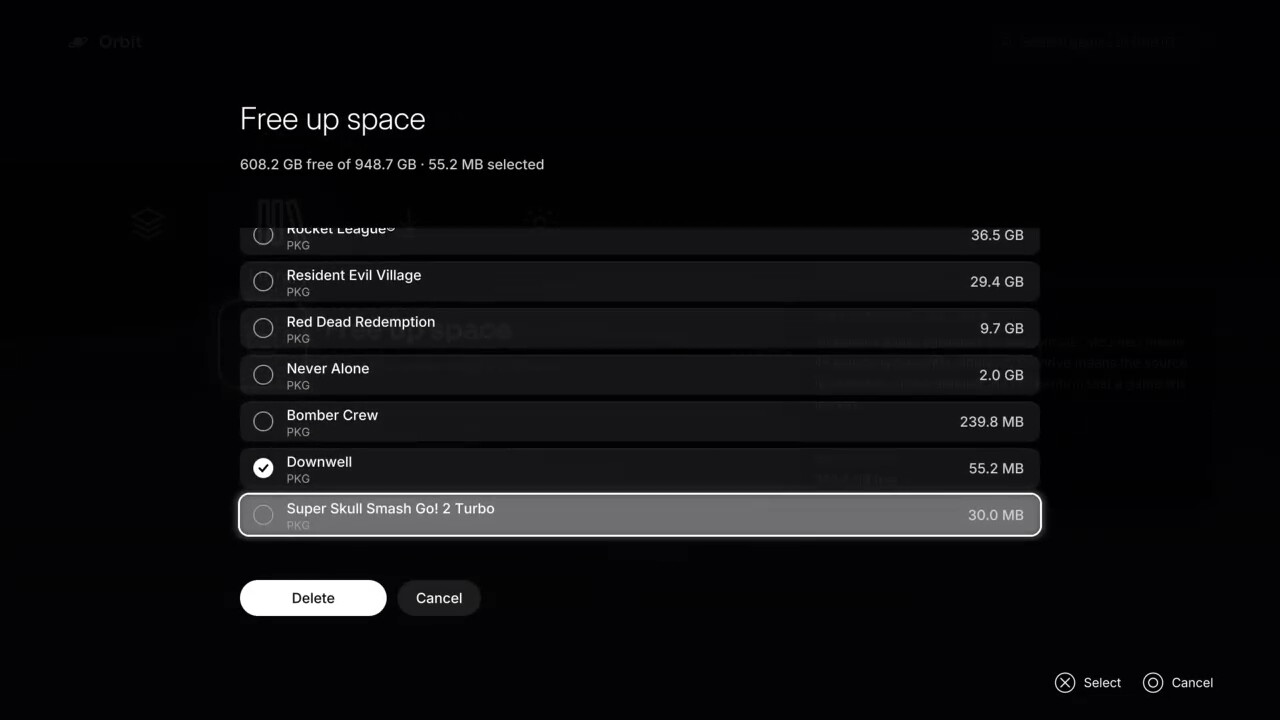 Orbit
Free up space
608.2 GB free of 948.7 GB · 55.2 MB selected
Rocket League®
PKG
36.5 GB
Resident Evil Village
PKG
29.4 GB
Red Dead Redemption
PKG
9.7 GB
Never Alone
PKG
2.0 GB
Bomber Crew
PKG
239.8 MB
Downwell
PKG
55.2 MB
Super Skull Smash Go! 2 Turbo
PKG
30.0 MB
Delete
Cancel
Select
Cancel